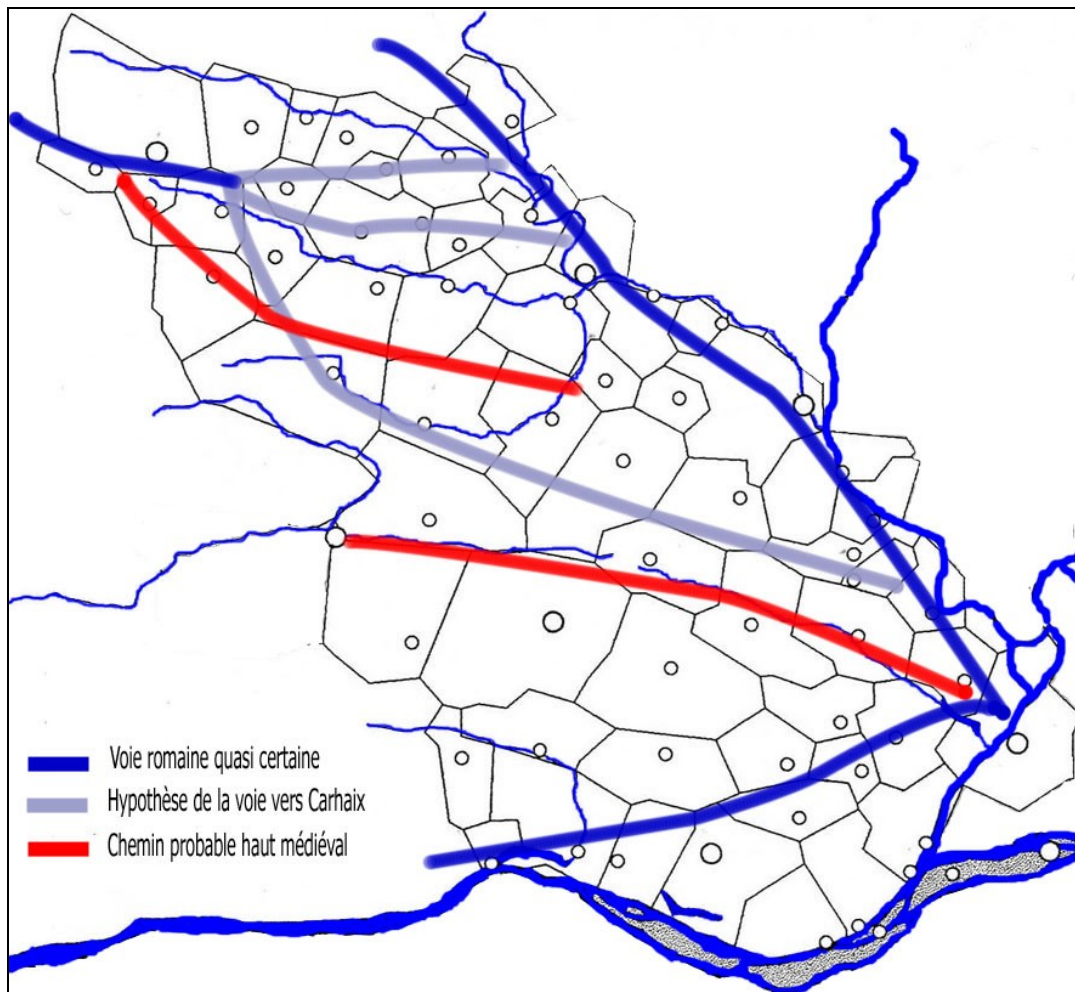 Voie romaine quasi certaine
Hypothèse de la voie vers Carhaix
Chemin probable haut médiéval